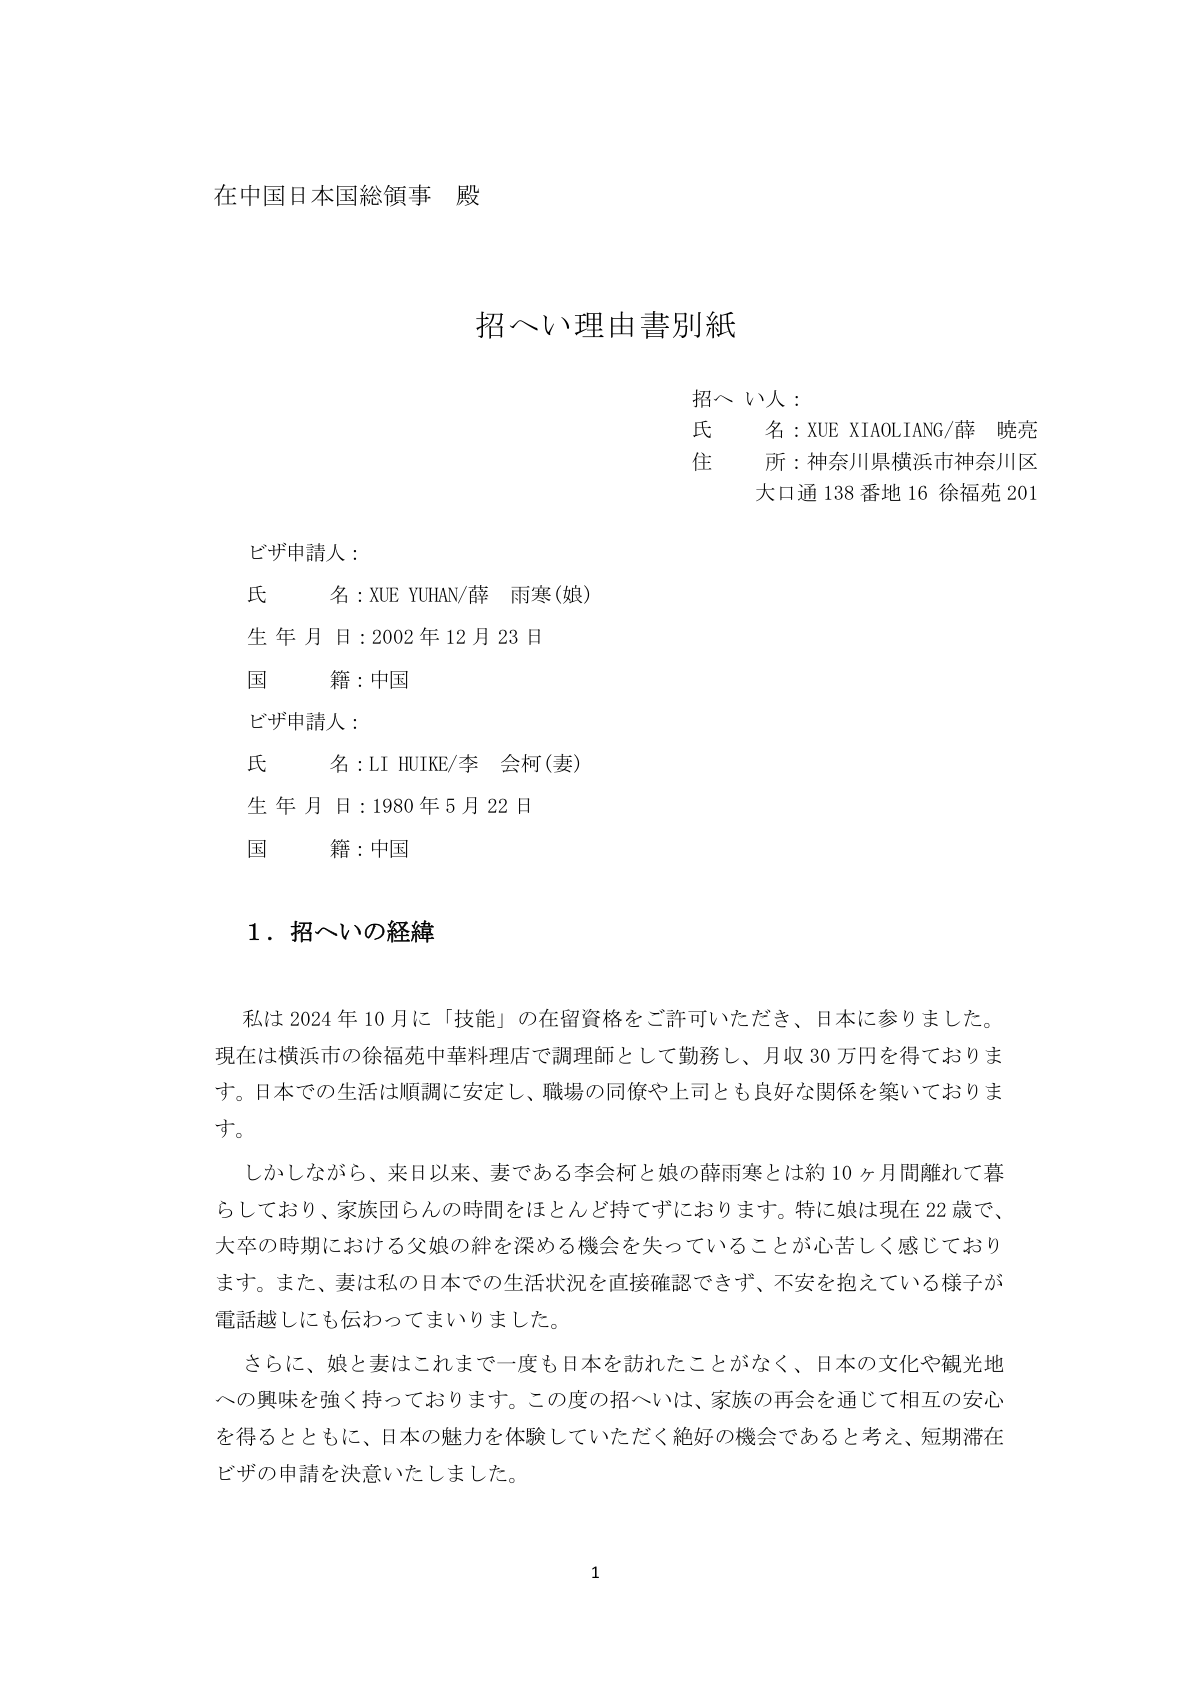 在中国日本国総領事　殿
招へい理由書別紙
招へ い人：
氏　　名：XUE XIAOLIANG/薛　暁亮
住　　所：神奈川県横浜市神奈川区
大口通 138 番地 16 徐福苑 201
ビザ申請人：
氏　　　名：XUE YUHAN/薛　雨寒(娘)
生 年 月 日：2002 年 12 月 23 日
国　　　籍：中国
ビザ申請人：
氏　　　名：LI HUIKE/李　会柯(妻)
生 年 月 日：1980 年 5 月 22 日
国　　　籍：中国
１．招へいの経緯
私は 2024 年 10 月に「技能」の在留資格をご許可いただき、日本に参りました。
現在は横浜市の徐福苑中華料理店で調理師として勤務し、月収 30 万円を得ておりま
す。日本での生活は順調に安定し、職場の同僚や上司とも良好な関係を築いておりま
す。
しかしながら、来日以来、妻である李会柯と娘の薛雨寒とは約 10 ヶ月間離れて暮
らしており、家族団らんの時間をほとんど持てずにおります。特に娘は現在 22 歳で、
大卒の時期における父娘の絆を深める機会を失っていることが心苦しく感じており
ます。また、妻は私の日本での生活状況を直接確認できず、不安を抱えている様子が
電話越しにも伝わってまいりました。
さらに、娘と妻はこれまで一度も日本を訪れたことがなく、日本の文化や観光地
への興味を強く持っております。この度の招へいは、家族の再会を通じて相互の安心
を得るとともに、日本の魅力を体験していただく絶好の機会であると考え、短期滞在
ビザの申請を決意いたしました。
1